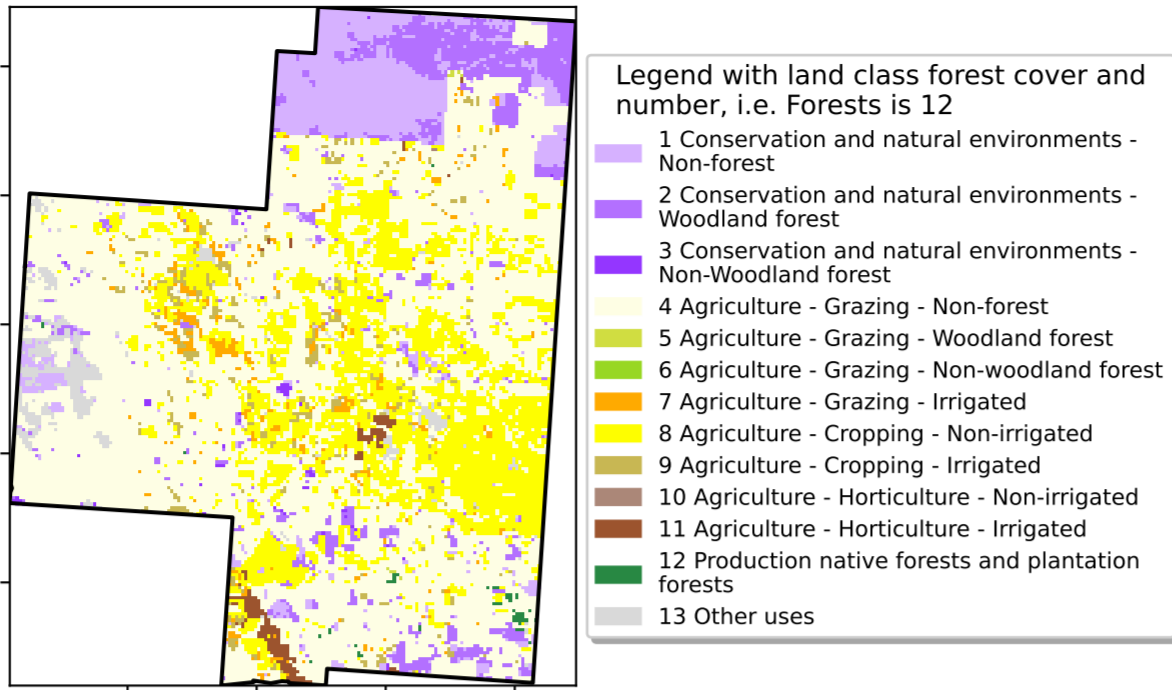 Legend with land class forest cover and
number, i.e. Forests is 12
1 Conservation and natural environments -
Non-forest
2 Conservation and natural environments -
Woodland forest
3 Conservation and natural environments -
Non-Woodland forest
4 Agriculture - Grazing - Non-forest
5 Agriculture - Grazing - Woodland forest
6 Agriculture - Grazing - Non-woodland forest
7 Agriculture - Grazing - Irrigated
8 Agriculture - Cropping - Non-irrigated
9 Agriculture - Cropping - Irrigated
10 Agriculture - Horticulture - Non-irrigated
11 Agriculture - Horticulture - Irrigated
12 Production native forests and plantation
forests
13 Other uses